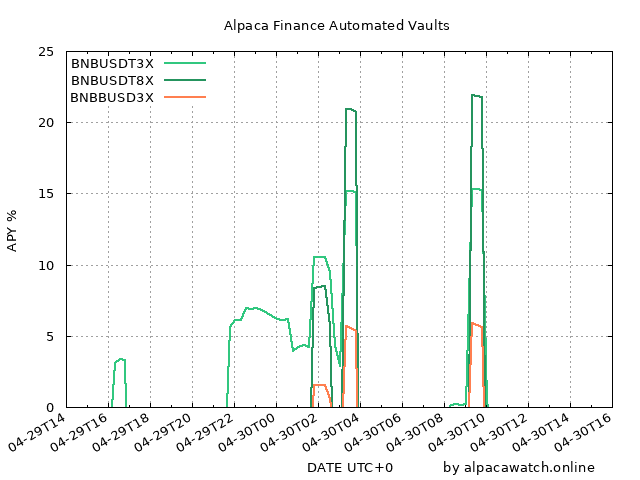 Alpaca Finance Automated Vaults
BNBUSDT3X
BNBUSDT8X
BNBBUSD3X
APY %
25
20
15
10
5
0
04-29T14
04-29T16
04-29T18
04-29T20
04-29T22
04-30T00
04-30T02
04-30T04
04-30T06
04-30T08
04-30T10
04-30T12
04-30T14
04-30T16
DATE UTC+0
by alpacawatch.online